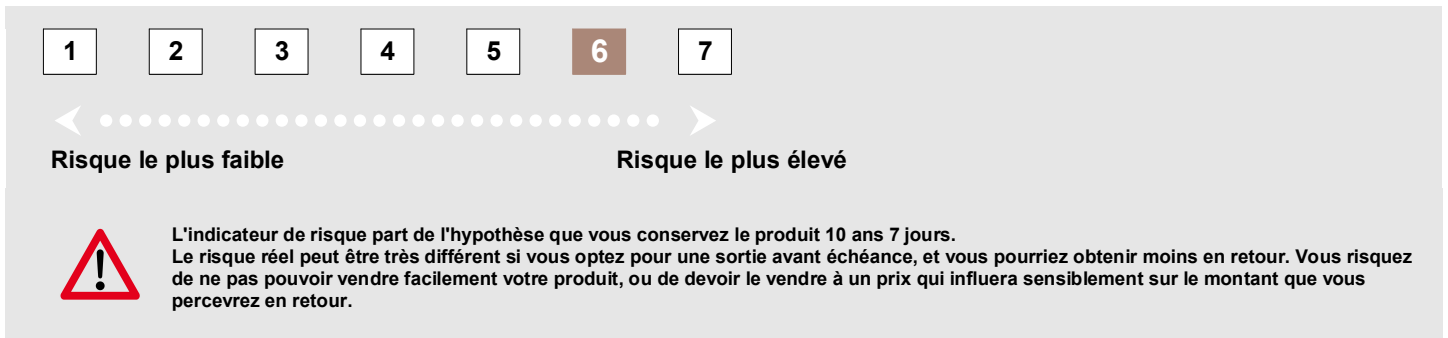 1 2 3 4 5 6 7
Risque le plus faible Risque le plus élevé
L'indicateur de risque part de l'hypothèse que vous conservez le produit 10 ans 7 jours.
Le risque réel peut être très différent si vous optez pour une sortie avant échéance, et vous pourriez obtenir moins en retour. Vous risquez
de ne pas pouvoir vendre facilement votre produit, ou de devoir le vendre à un prix qui influera sensiblement sur le montant que vous
percevrez en retour.